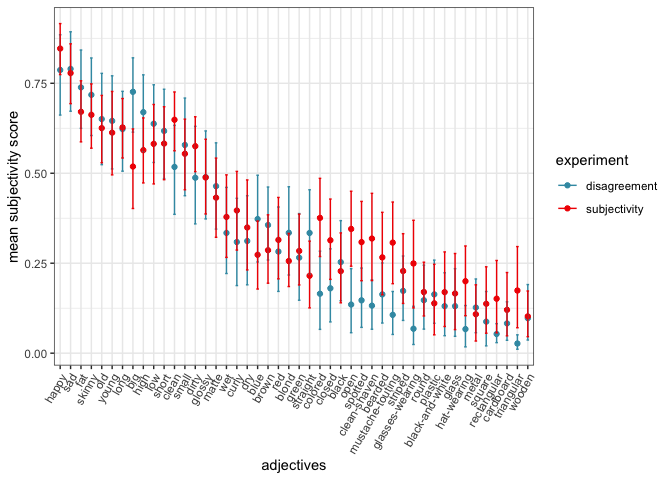 mean subjectivity score
0.75
0.50
0.25
0.00
happy
sad
fat
skinny
old
young
long
big
high
low
short
clean
small
dirty
glossy
matte
wet
curly
dry
blue
brown
red
blond
green
straight
colored
closed
black
open
spotted
clean-shaven
bearded
mustache-touting
striped
glasses-wearing
round
plastic
black-and-white
glass
hat-wearing
metal
square
rectangular
cardboard
triangular
wooden
adjectives
experiment
disagreement
subjectivity